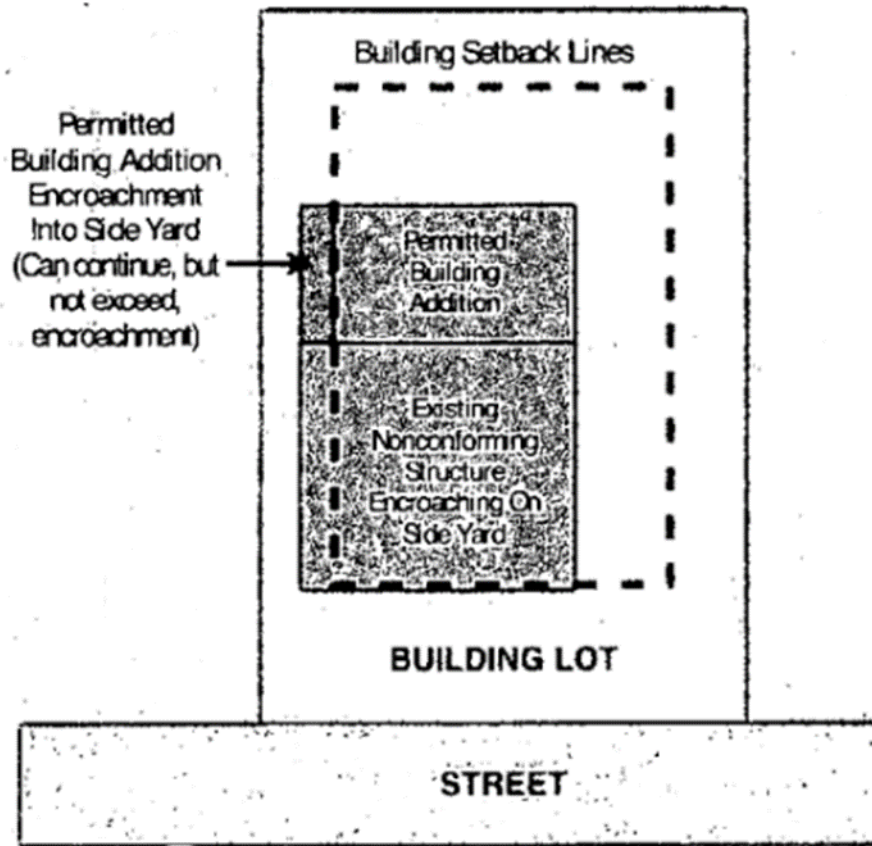 Building Setback Lines
Permitted
Building Addition
Encroachment
Into Side Yard
(Can continue, but
not exceed,
encroachment)
Permitted
Building
Addition
Existing
Nonconforming
Structure
Encroaching On
Side Yard
BUILDING LOT
STREET